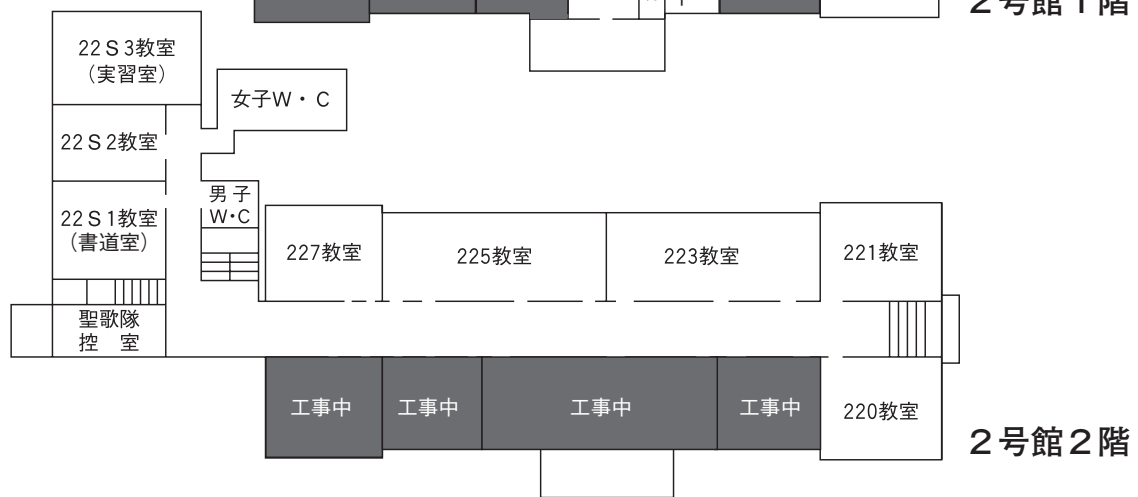 2号館1階
22S3教室
（実習室）
女子W・C
22S2教室
男子
W・C
22S1教室
（書道室）
227教室
225教室
223教室
221教室
聖歌隊
控　室
工事中
工事中
工事中
工事中
220教室
2号館2階